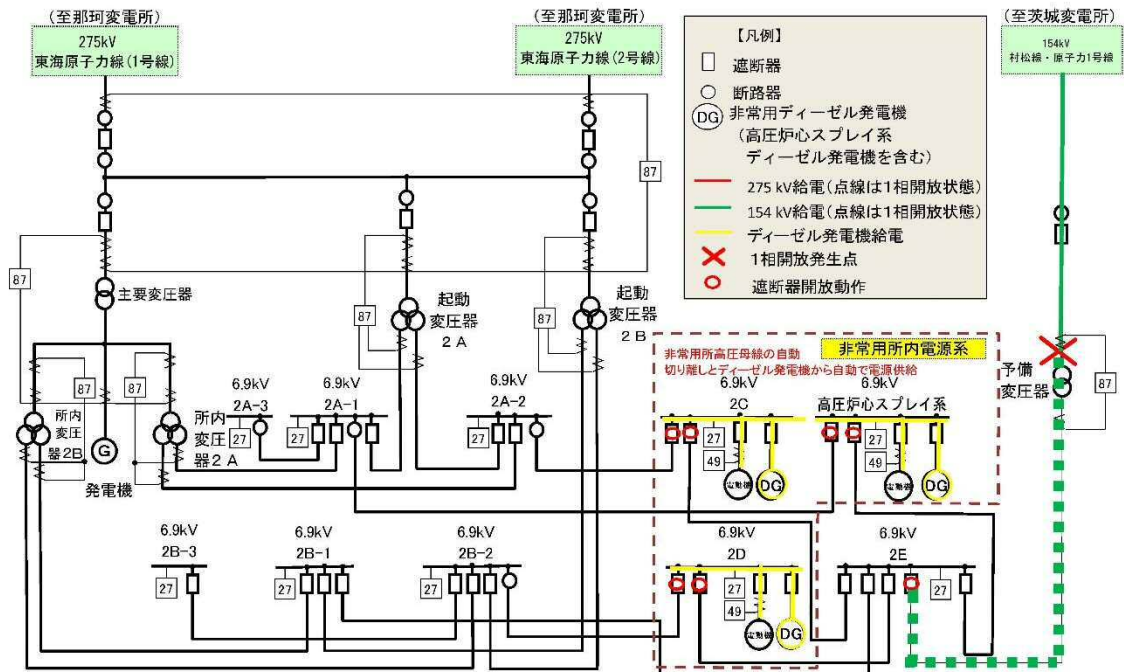 (至那珂変電所)
275kV
東海原子力線(1号線)
(至那珂変電所)
275kV
東海原子力線(2号線)
(至茨城変電所)
154kV
村松線・原子力1号線
【凡例】
遮断器
断路器
DG
非常用ディーゼル発電機
(高圧炉心スプレイ系
ディーゼル発電機を含む)
275 kV給電(点線は1相開放状態)
154 kV給電(点線は1相開放状態)
ディーゼル発電機給電
1相開放発生点
遮断器開放動作
87
87
主要変圧器
87
起動
変圧器
2A
87
起動
変圧器
2B
87
87
所内
変圧
器2B
G
発電機
所内
変圧
器2A
予備
変圧器
87
非常用所高圧母線の自動
切り離しとディーゼル発電機から自動で電源供給
非常用所内電源系
6.9kV
2A-3
27
6.9kV
2A-1
27
6.9kV
2A-2
27
6.9kV
2C
27
49
電動機
DG
6.9kV
高圧炉心スプレイ系
27
49
電動機
DG
6.9kV
2B-3
27
6.9kV
2B-1
27
6.9kV
2B-2
27
6.9kV
2D
27
49
電動機
DG
6.9kV
2E
27